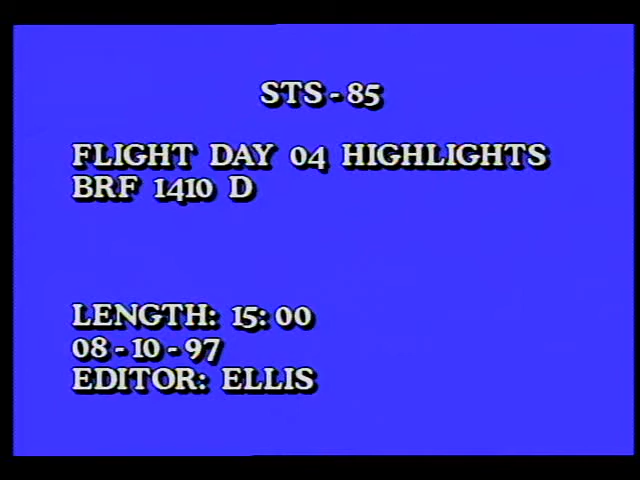 STS - 85
FLIGHT DAY 04 HIGHLIGHTS
BRF 1410 D
LENGTH: 15: 00
08 - 10 - 97
EDITOR: ELLIS